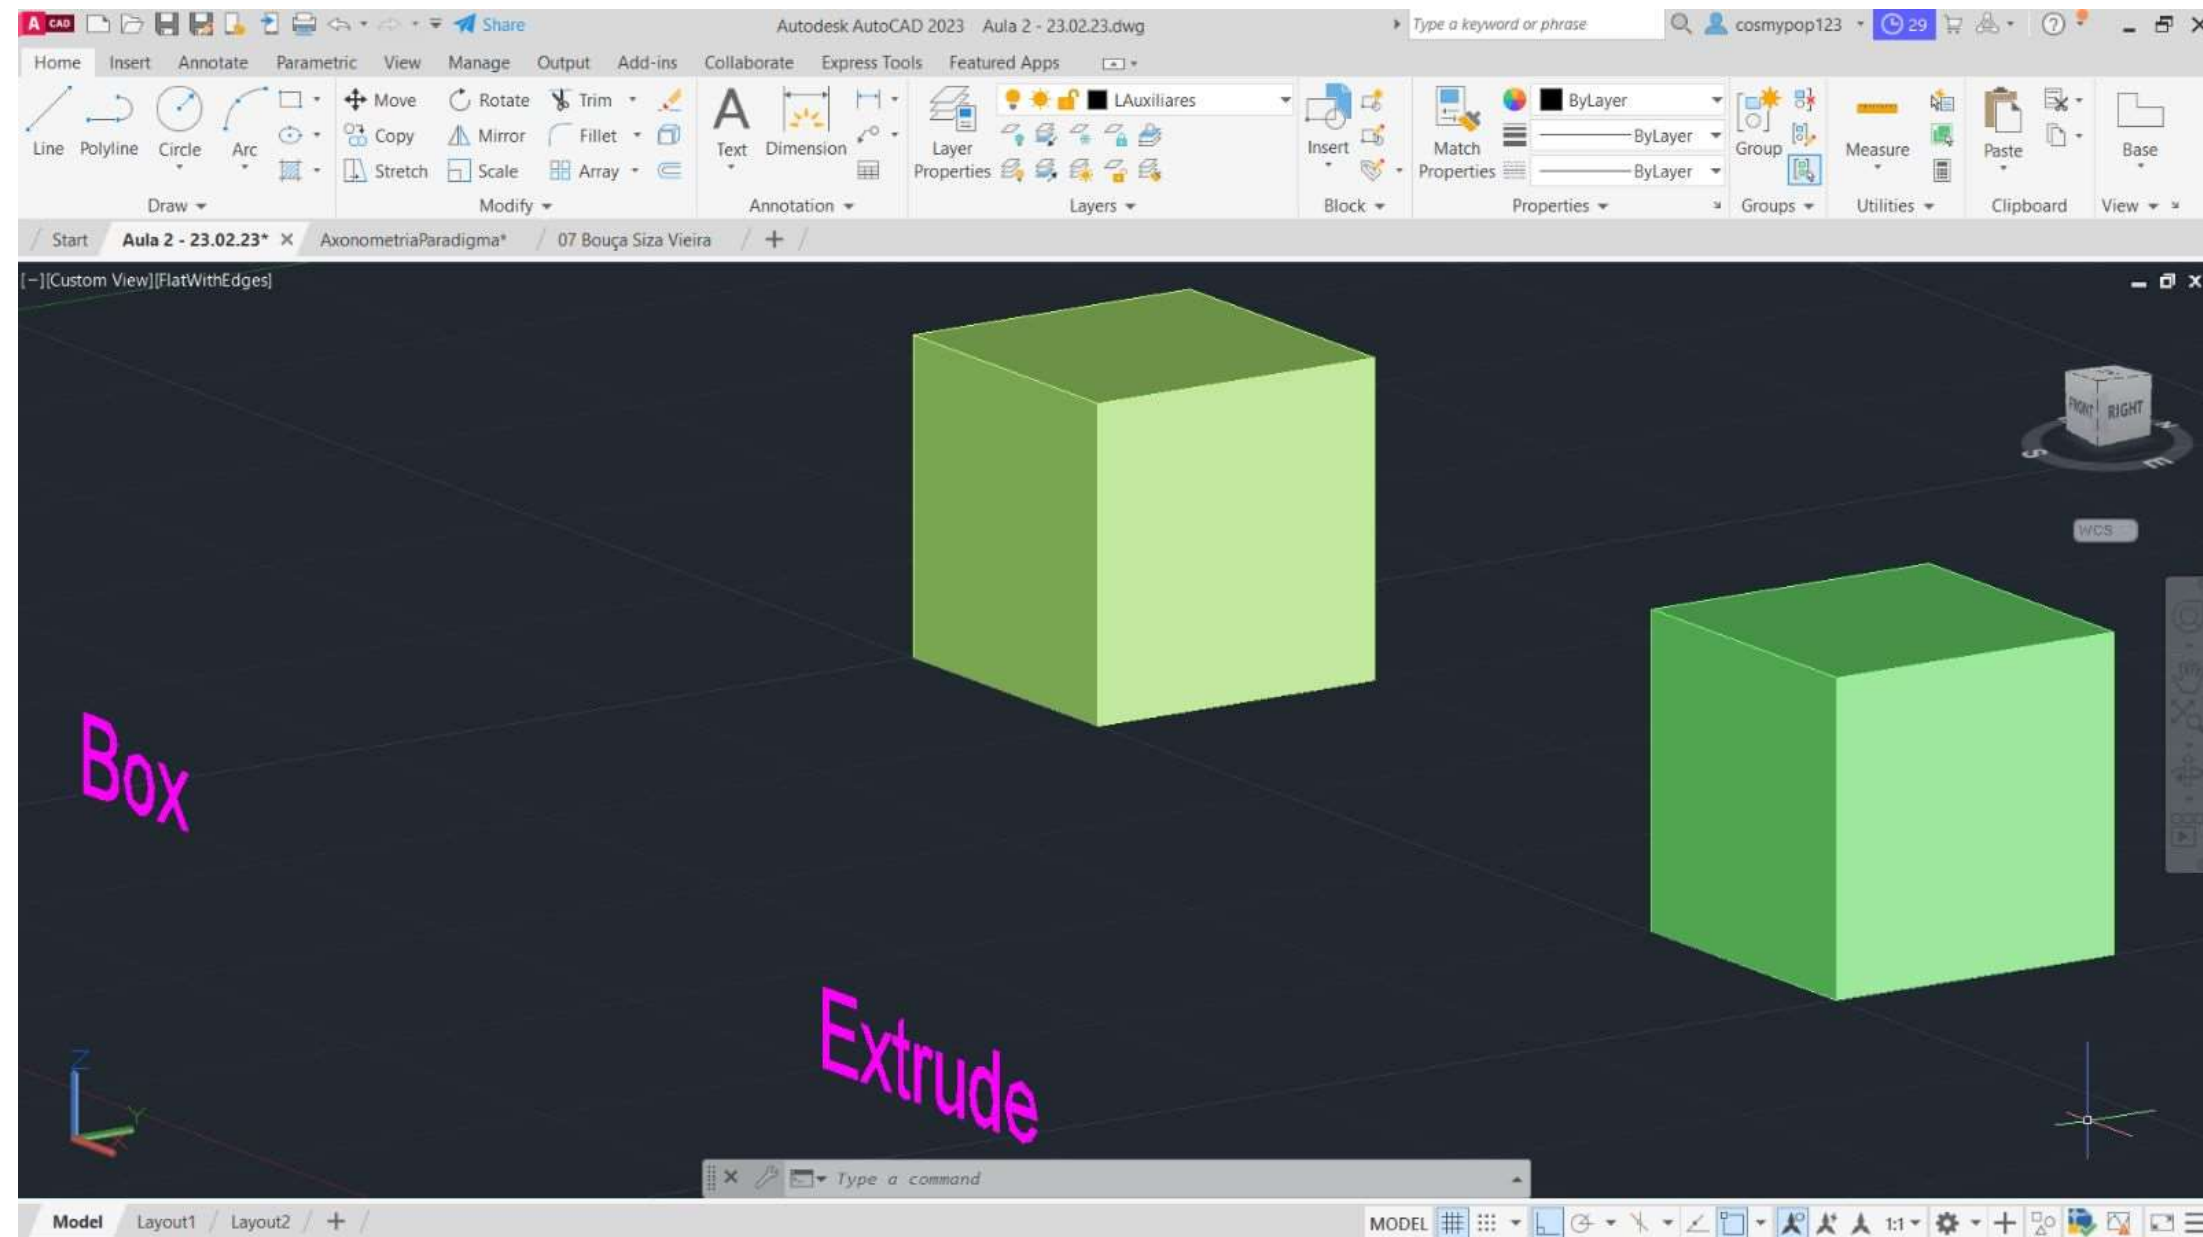 A CAD Share Autodesk AutoCAD 2023 Aula 2 - 23.02.23.dwg Type a keyword or phrase cosmypop123 29
Home Insert Annotate Parametric View Manage Output Add-ins Collaborate Express Tools Featured Apps
Line Polyline Circle Arc Move Rotate Trim Text Dimension Layer Properties LAuxiliares Insert Match Properties ByLayer Group Measure Paste Base
Copy Mirror Fillet ByLayer
Stretch Scale Array ByLayer
Draw Modify Annotation Layers Block Properties Groups Utilities Clipboard View
Start Aula 2 - 23.02.23* AxonometriaParadigma* 07 Bouça Siza Vieira
[−][Custom View][FlatWithEdges]
FRONT RIGHT
S E N
WCS
Box
Extrude
Z
Y
X
Type a command
Model Layout1 Layout2 MODEL 1:1